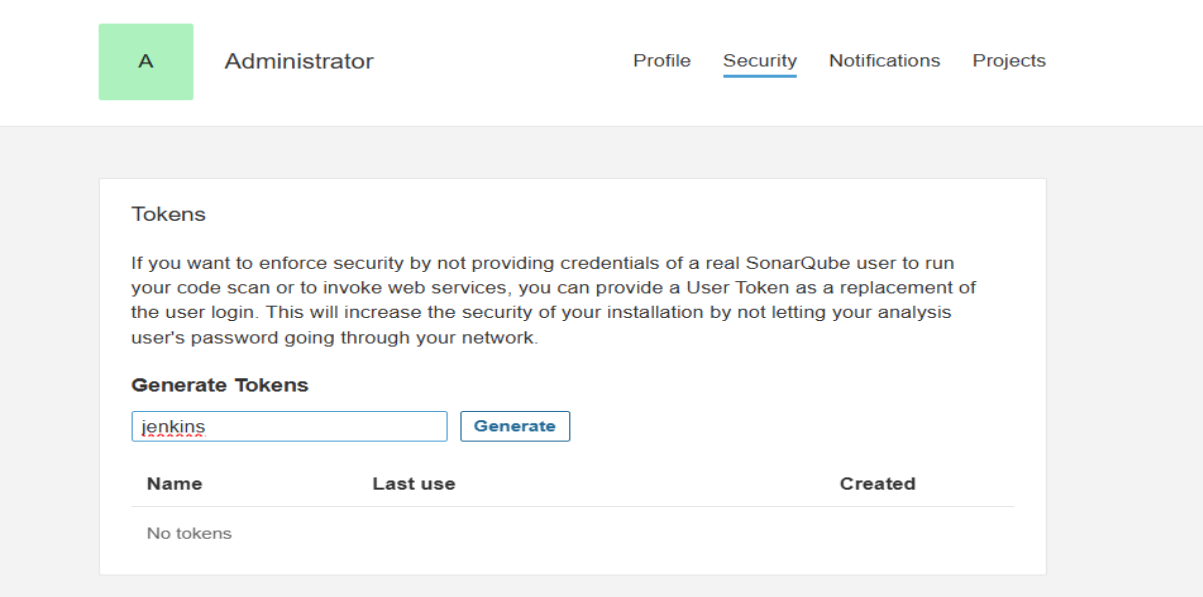 A
Administrator
Profile Security Notifications Projects
Tokens
If you want to enforce security by not providing credentials of a real SonarQube user to run
your code scan or to invoke web services, you can provide a User Token as a replacement of
the user login. This will increase the security of your installation by not letting your analysis
user's password going through your network.
Generate Tokens
jenkins Generate
Name Last use Created
No tokens